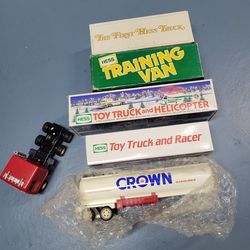 The First Hess Truck
HESS
TRAINING
VAN
HESS
Toy Truck and Helicopter
HESS
Toy Truck and Racer
CROWN